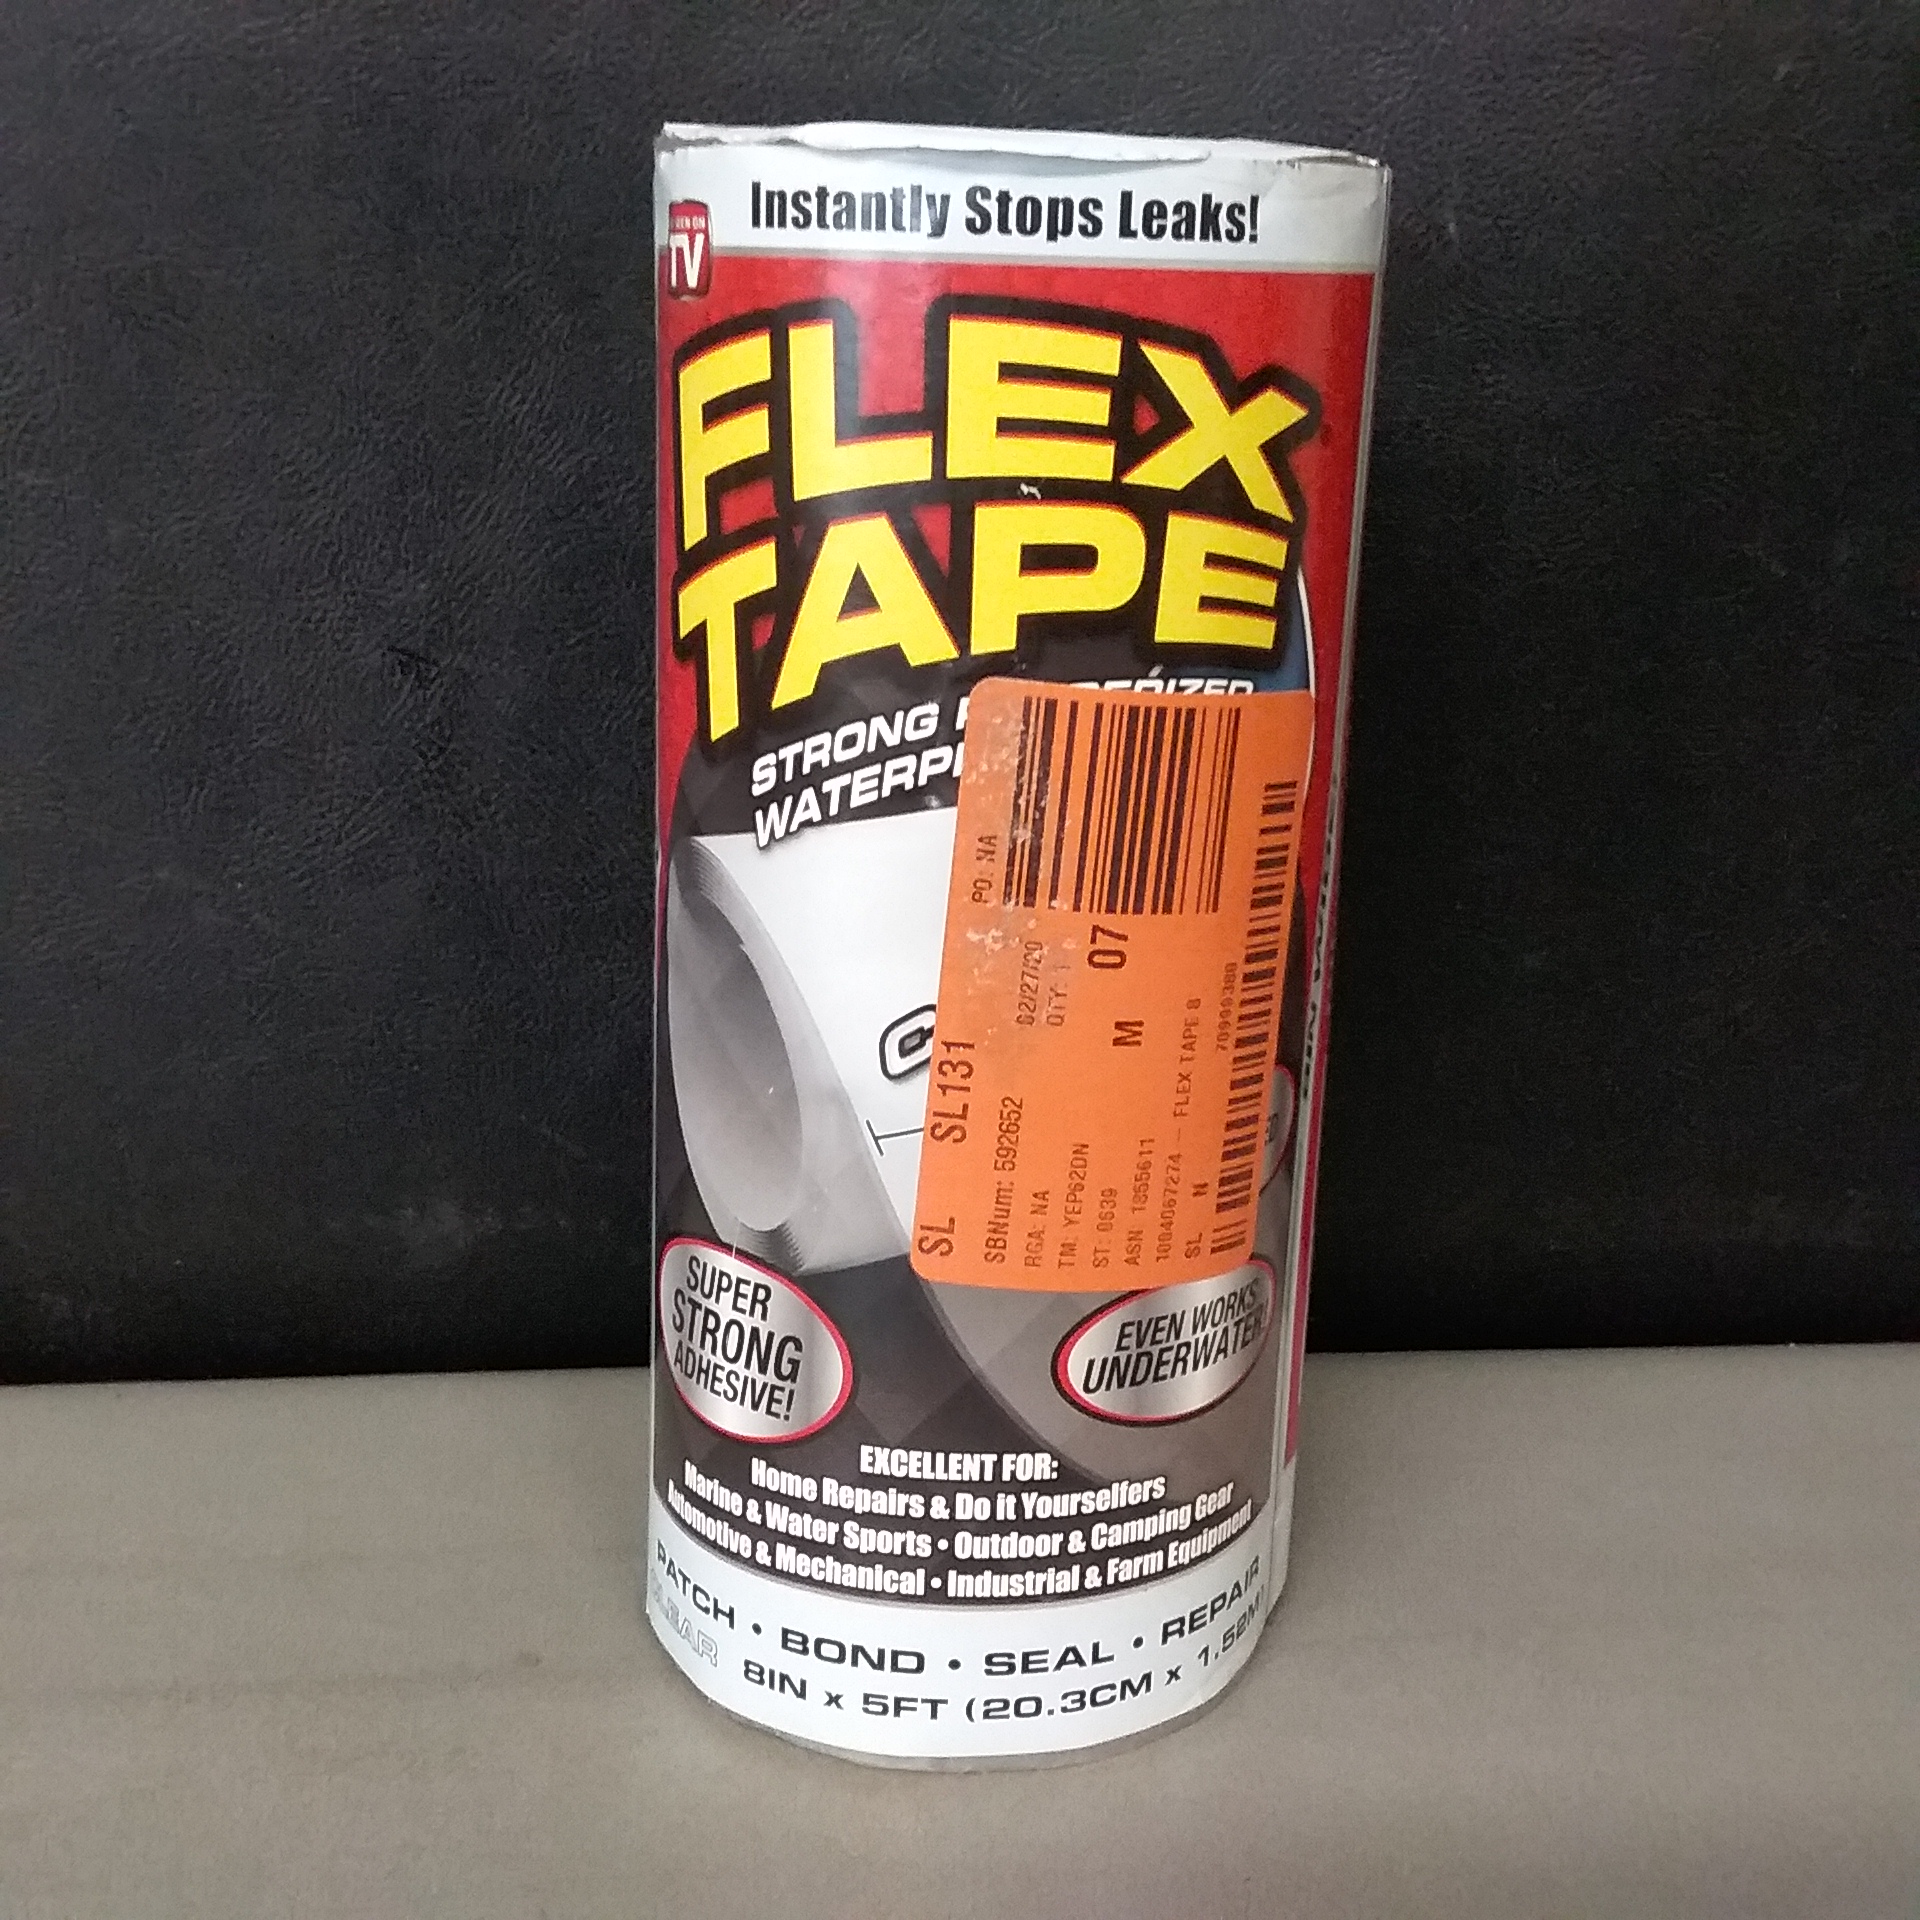 Instantly Stops Leaks!
TV
FLEX
TAPE
STRONG
SL SL131
SBNum: 592652 02/27/20 PO: NA
RGA: NA QTY: 1
TM: YEP62DN
ST: 0639 M 07
ASN 1855611
1004067274 - FLEX TAPE 8
SL N
SUPER
STRONG
ADHESIVE!
EVEN WORKS
UNDERWATER!
EXCELLENT FOR:
Home Repairs & Do it Yourselfers
Marine & Water Sports • Outdoor & Camping Gear
Automotive & Mechanical • Industrial & Farm Equipment
PATCH • BOND • SEAL • REPAIR
CLEAR
8IN x 5FT (20.3CM x 1.52M)